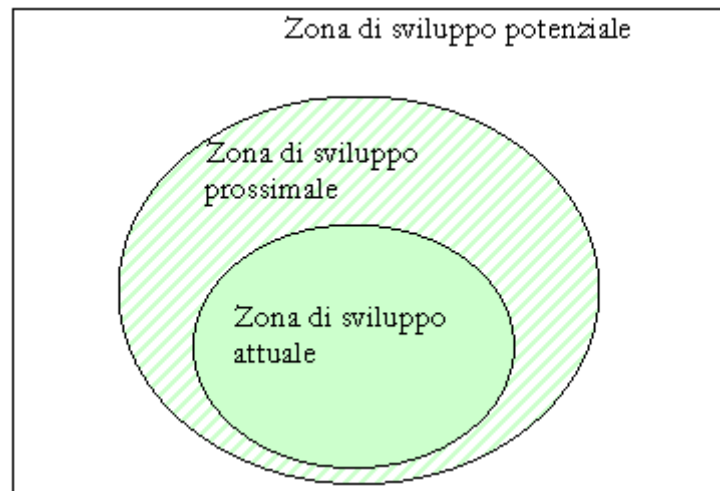 Zona di sviluppo potenziale
Zona di sviluppo
prossimale
Zona di sviluppo
attuale